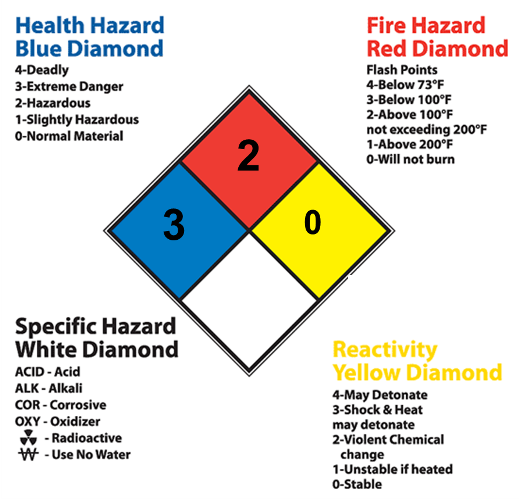 Health Hazard
Blue Diamond
4-Deadly
3-Extreme Danger
2-Hazardous
1-Slightly Hazardous
0-Normal Material
Fire Hazard
Red Diamond
Flash Points
4-Below 73°F
3-Below 100°F
2-Above 100°F
not exceeding 200°F
1-Above 200°F
0-Will not burn
2
3
0
Specific Hazard
White Diamond
ACID - Acid
ALK - Alkali
COR - Corrosive
OXY - Oxidizer
- Radioactive
W - Use No Water
Reactivity
Yellow Diamond
4-May Detonate
3-Shock & Heat
may detonate
2-Violent Chemical
change
1-Unstable if heated
0-Stable